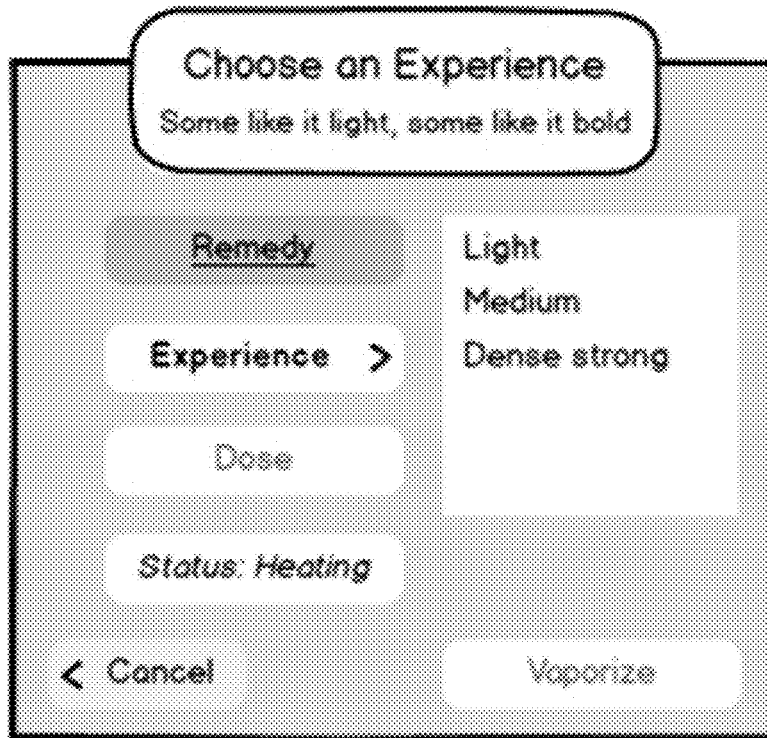 Choose an Experience
Some like it light, some like it bold
Remedy
Experience >
Dose
Status: Heating
Light
Medium
Dense strong
< Cancel
Vaporize